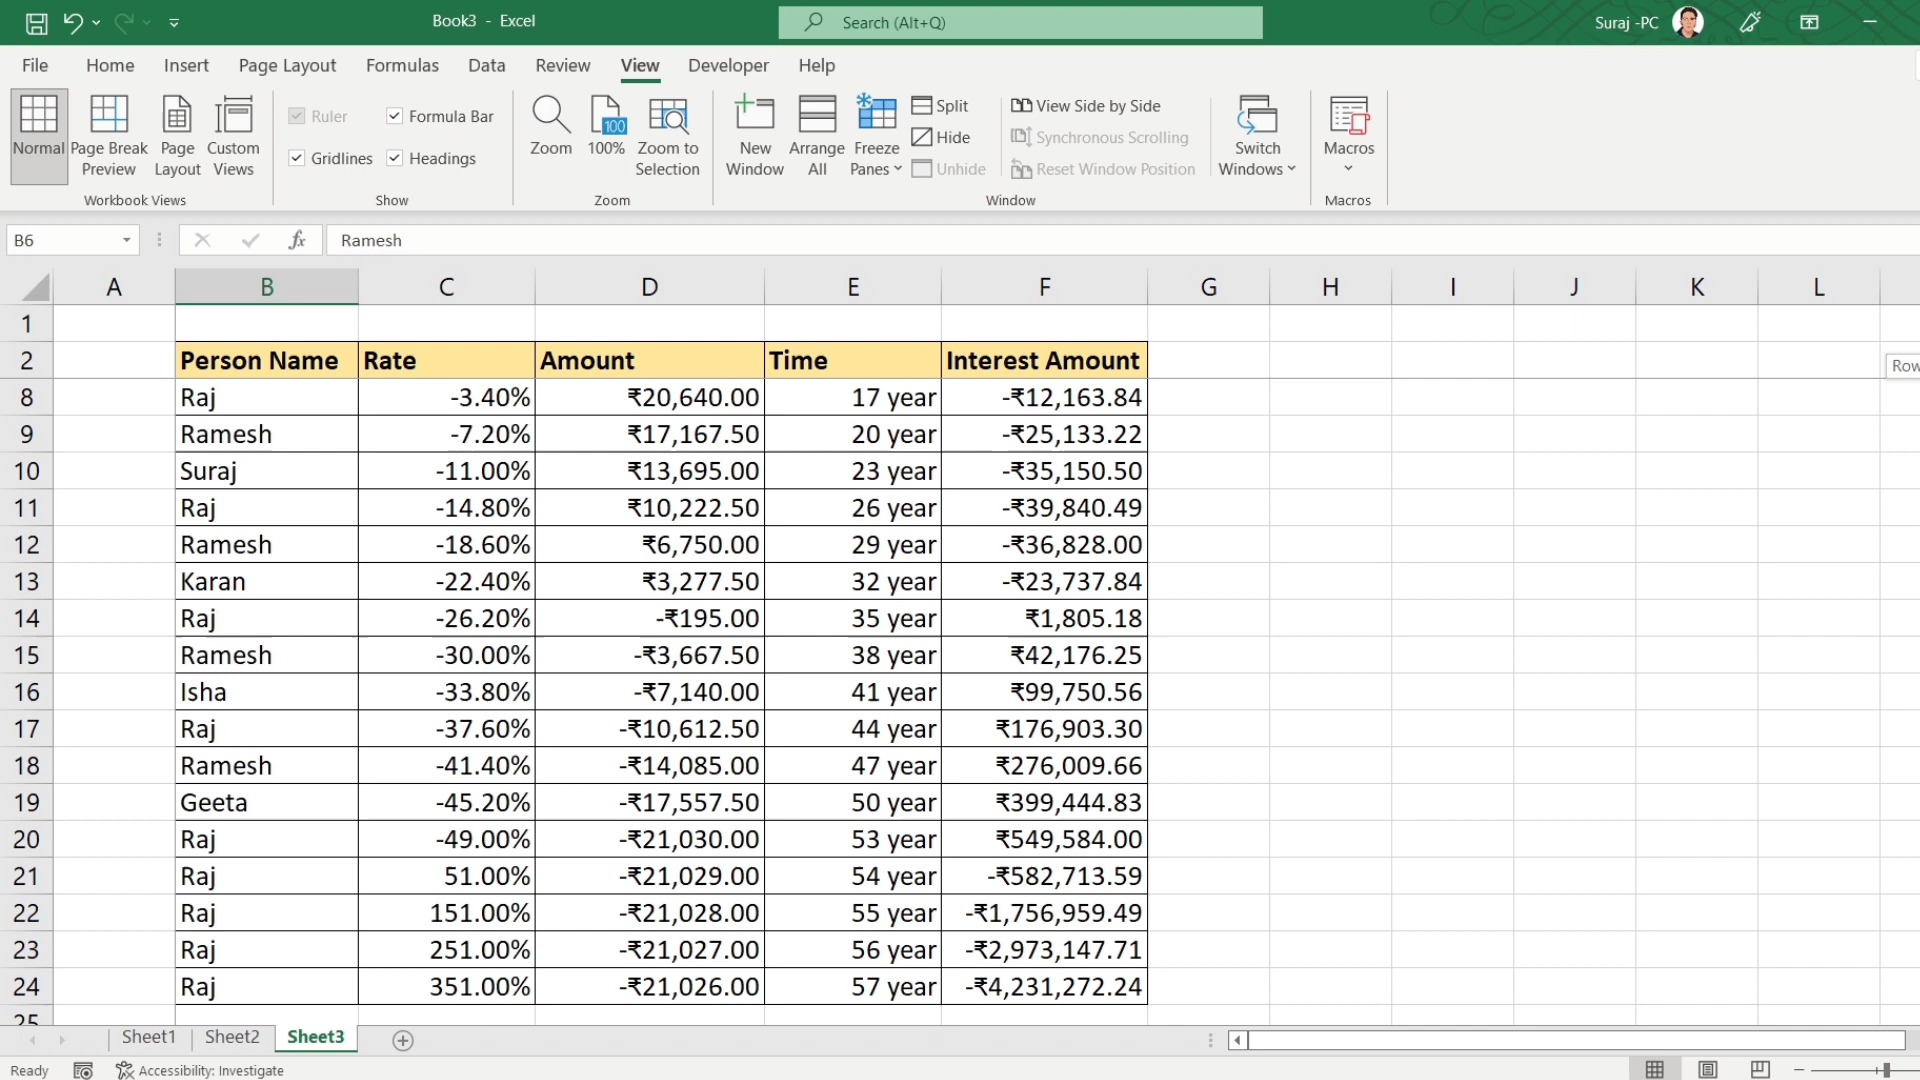 Book3 - Excel
Search (Alt+Q)
Suraj -PC
File Home Insert Page Layout Formulas Data Review View Developer Help
Normal
Page Break Preview
Page Layout
Custom Views
Ruler
Formula Bar
Gridlines
Headings
Zoom
100
100%
Zoom to Selection
New Window
Arrange All
Freeze Panes
Split
Hide
Unhide
View Side by Side
Synchronous Scrolling
Reset Window Position
Switch Windows
Macros
Workbook Views
Show
Zoom
Window
Macros
B6
fx
Ramesh
A B C D E F G H I J K L
1
2 Person Name Rate Amount Time Interest Amount
Row
8 Raj -3.40% ₹20,640.00 17 year -₹12,163.84
9 Ramesh -7.20% ₹17,167.50 20 year -₹25,133.22
10 Suraj -11.00% ₹13,695.00 23 year -₹35,150.50
11 Raj -14.80% ₹10,222.50 26 year -₹39,840.49
12 Ramesh -18.60% ₹6,750.00 29 year -₹36,828.00
13 Karan -22.40% ₹3,277.50 32 year -₹23,737.84
14 Raj -26.20% -₹195.00 35 year ₹1,805.18
15 Ramesh -30.00% -₹3,667.50 38 year ₹42,176.25
16 Isha -33.80% -₹7,140.00 41 year ₹99,750.56
17 Raj -37.60% -₹10,612.50 44 year ₹176,903.30
18 Ramesh -41.40% -₹14,085.00 47 year ₹276,009.66
19 Geeta -45.20% -₹17,557.50 50 year ₹399,444.83
20 Raj -49.00% -₹21,030.00 53 year ₹549,584.00
21 Raj 51.00% -₹21,029.00 54 year -₹582,713.59
22 Raj 151.00% -₹21,028.00 55 year -₹1,756,959.49
23 Raj 251.00% -₹21,027.00 56 year -₹2,973,147.71
24 Raj 351.00% -₹21,026.00 57 year -₹4,231,272.24
25
Sheet1 Sheet2 Sheet3
Ready
Accessibility: Investigate